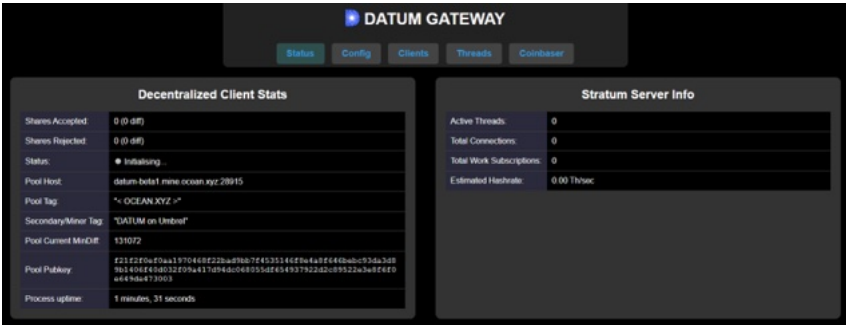 DATUM GATEWAY
Status Config Clients Threads Coinbaser
Decentralized Client Stats
Shares Accepted: 0 (0 diff)
Shares Rejected: 0 (0 diff)
Status: Initialising...
Pool Host: datum-beta1.mine.ocean.xyz:28915
Pool Tag: "< OCEAN.XYZ >"
Secondary/Miner Tag: "DATUM on Umbrel"
Pool Current MinDiff: 131072
Pool Pubkey:
Process uptime: 1 minutes, 31 seconds
Stratum Server Info
Active Threads: 0
Total Connections: 0
Total Work Subscriptions: 0
Estimated Hashrate: 0.00 Th/sec